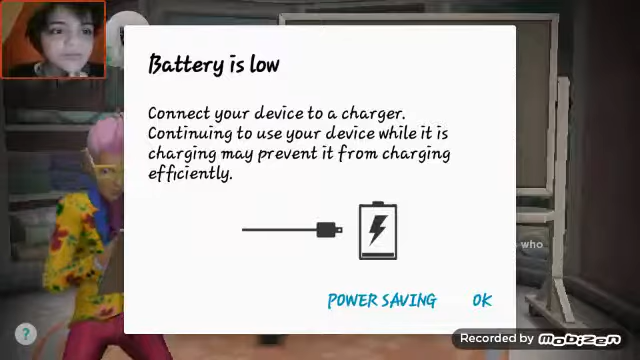 Battery is low
Connect your device to a charger.
Continuing to use your device while it is
charging may prevent it from charging
efficiently.
who
POWER SAVING OK
?
Recorded by mobizen